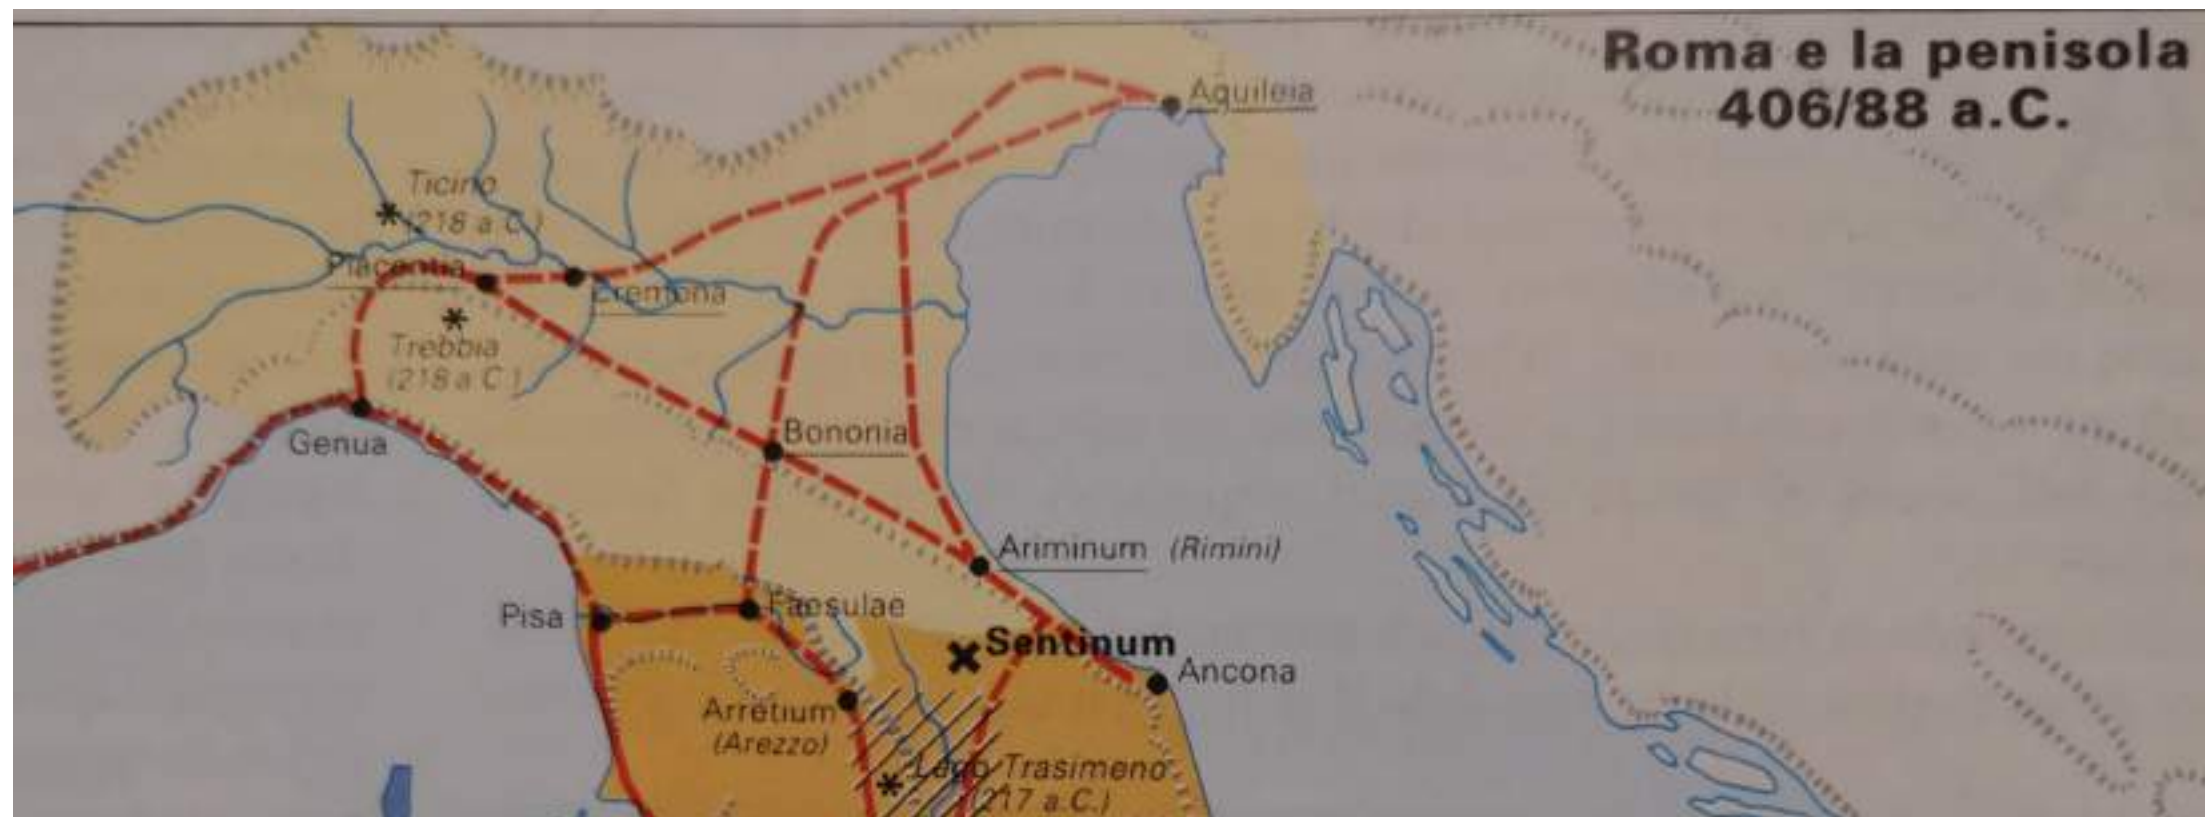 Roma e la penisola
406/88 a.C.
Aquileia
Ticino
(218 a.C.)
Placentia
Cremona
Trebbia
(218 a.C.)
Genua
Bononia
Ariminum (Rimini)
Pisa
Faesulae
Sentinum
Ancona
Arretium
(Arezzo)
Lago Trasimeno
(217 a.C.)